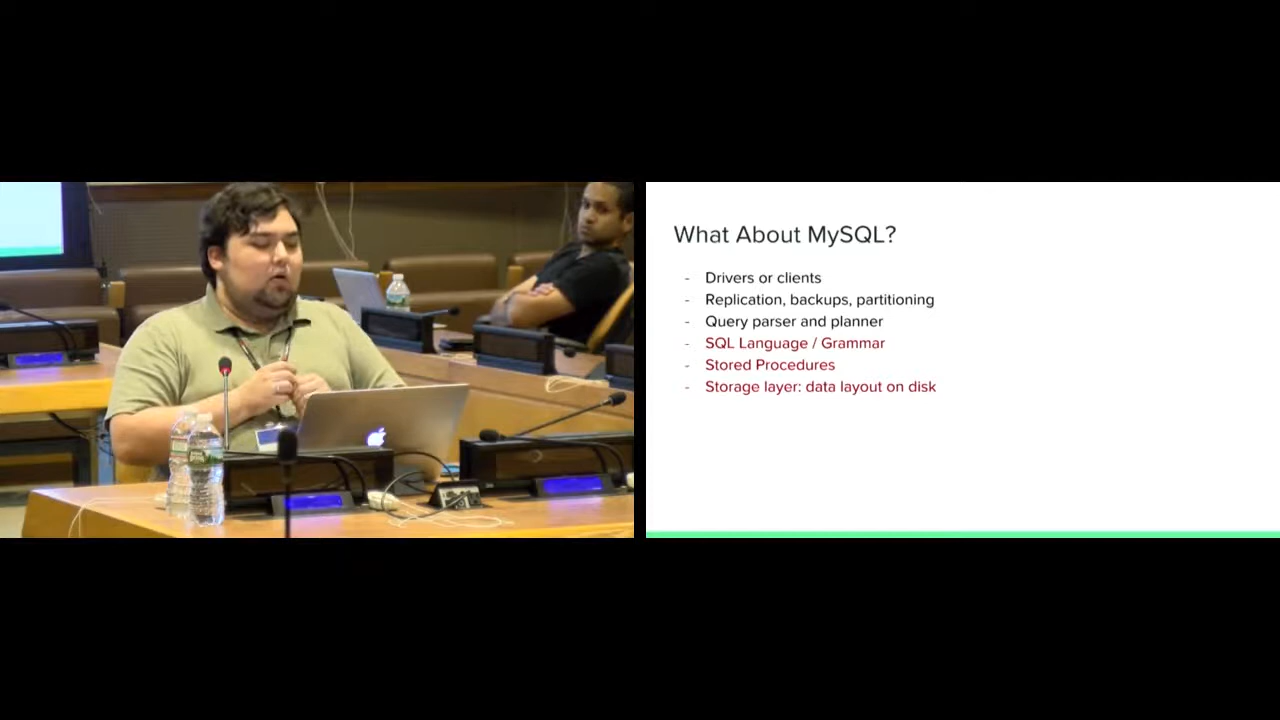 What About MySQL?
- Drivers or clients
- Replication, backups, partitioning
- Query parser and planner
- SQL Language / Grammar
- Stored Procedures
- Storage layer: data layout on disk